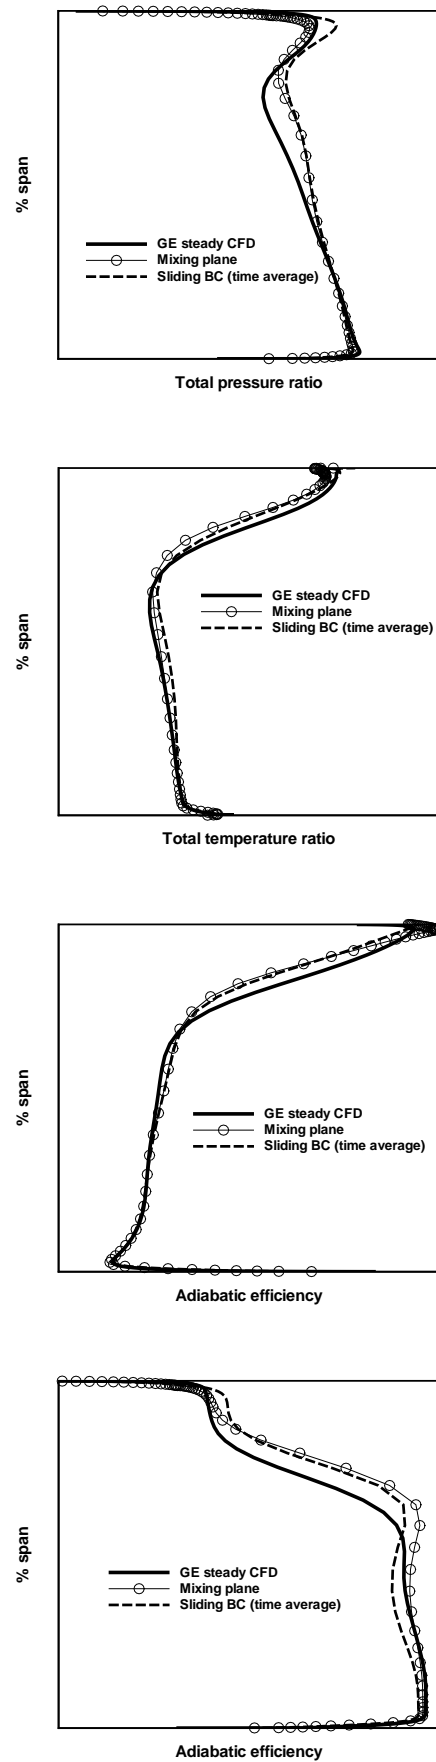 % span
GE steady CFD
Mixing plane
Sliding BC (time average)
Total pressure ratio
% span
GE steady CFD
Mixing plane
Sliding BC (time average)
Total temperature ratio
% span
GE steady CFD
Mixing plane
Sliding BC (time average)
Adiabatic efficiency
% span
GE steady CFD
Mixing plane
Sliding BC (time average)
Adiabatic efficiency